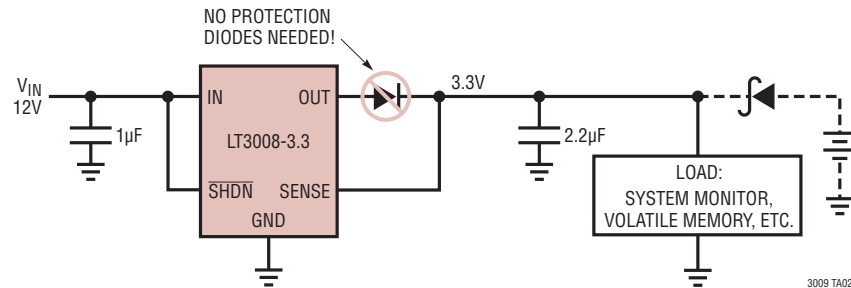 NO PROTECTION
DIODES NEEDED!
VIN
12V
1µF
IN
OUT
LT3008-3.3
SHDN
SENSE
GND
3.3V
2.2µF
LOAD:
SYSTEM MONITOR,
VOLATILE MEMORY, ETC.
3009 TA02